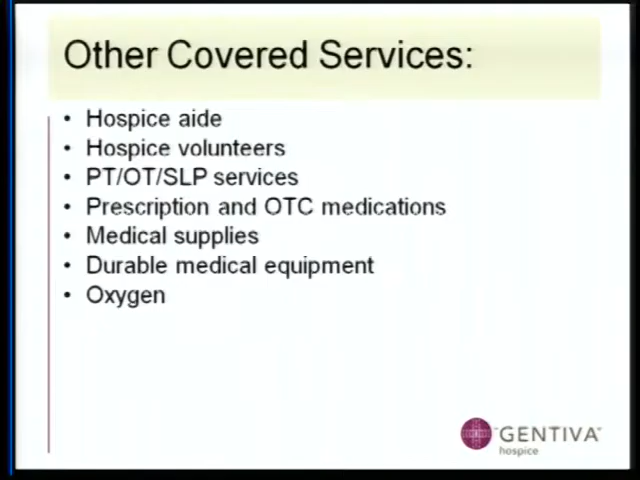 Other Covered Services:
• Hospice aide
• Hospice volunteers
• PT/OT/SLP services
• Prescription and OTC medications
• Medical supplies
• Durable medical equipment
• Oxygen
GENTIVA
hospice